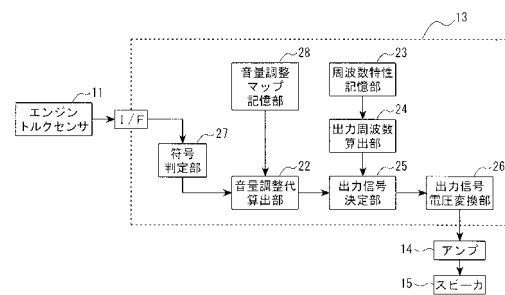 13
28
音量調整
マップ
記憶部
23
周波数特性
記憶部
11
エンジン
トルクセンサ
I/F
24
出力周波数
算出部
27
符号
判定部
22
音量調整代
算出部
25
出力信号
決定部
26
出力信号
電圧変換部
14
アンプ
15
スピーカ